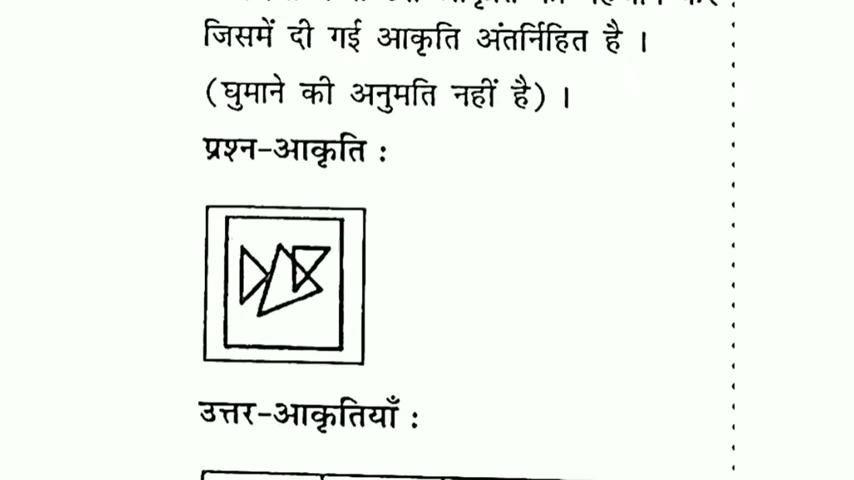 जिसमें दी गई आकृति अंतर्निहित है ।
(घुमाने की अनुमति नहीं है) ।
प्रश्न-आकृति :
उत्तर-आकृतियाँ :